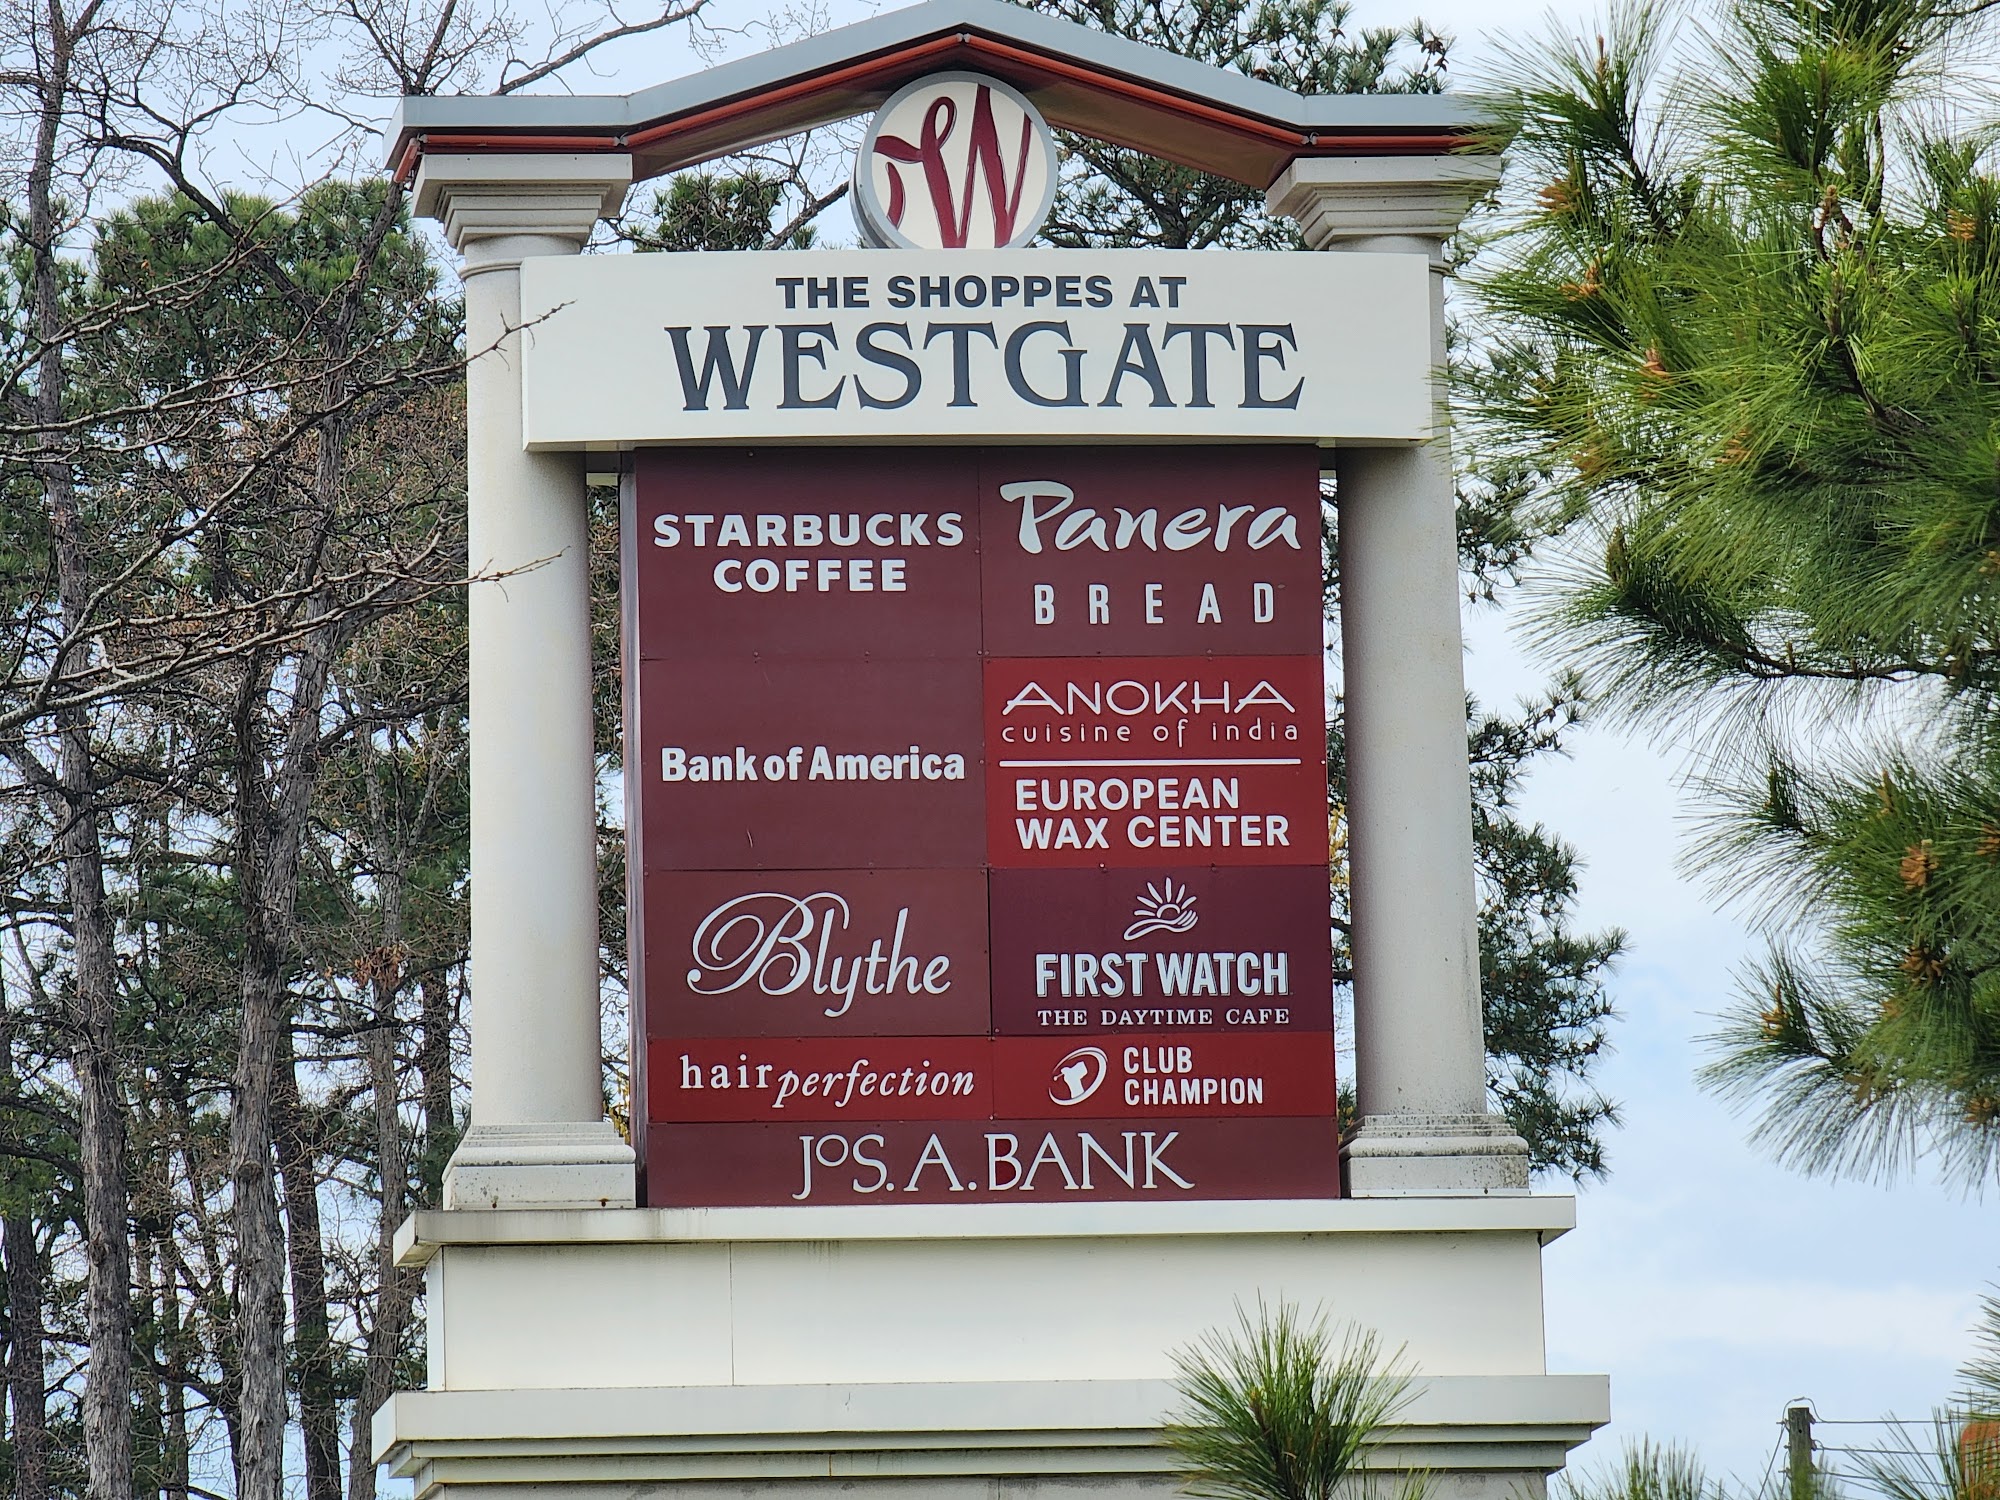 W
THE SHOPPES AT
WESTGATE
STARBUCKS
COFFEE
Panera
BREAD
Bank of America
ANOKHA
cuisine of india
EUROPEAN
WAX CENTER
Blythe
FIRST WATCH
THE DAYTIME CAFE
hair perfection
CLUB
CHAMPION
JOS. A. BANK